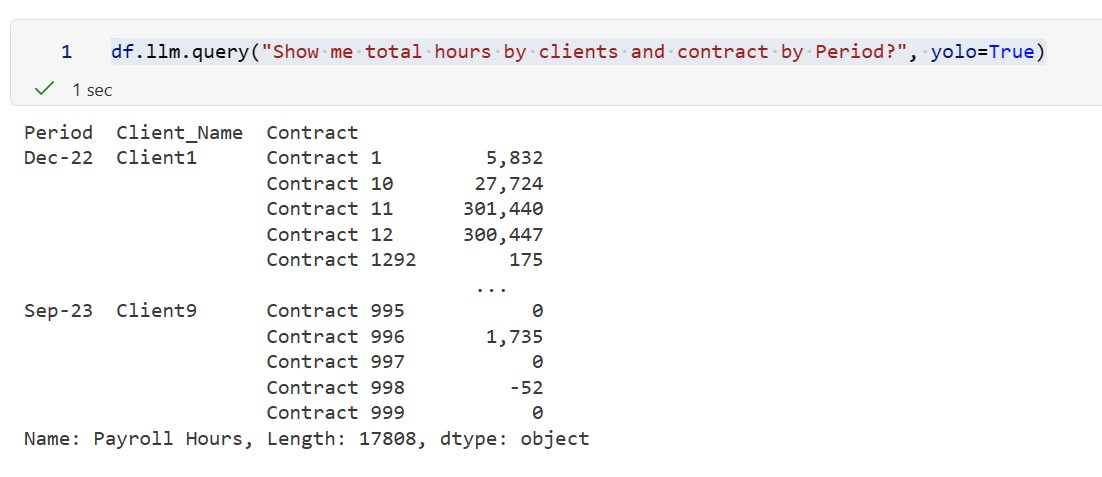 1 df.llm.query("Show me total hours by clients and contract by Period?", yolo=True)
1 sec
Period Client_Name Contract
Dec-22 Client1 Contract 1 5,832
Contract 10 27,724
Contract 11 301,440
Contract 12 300,447
Contract 1292 175
...
Sep-23 Client9 Contract 995 0
Contract 996 1,735
Contract 997 0
Contract 998 -52
Contract 999 0
Name: Payroll Hours, Length: 17808, dtype: object